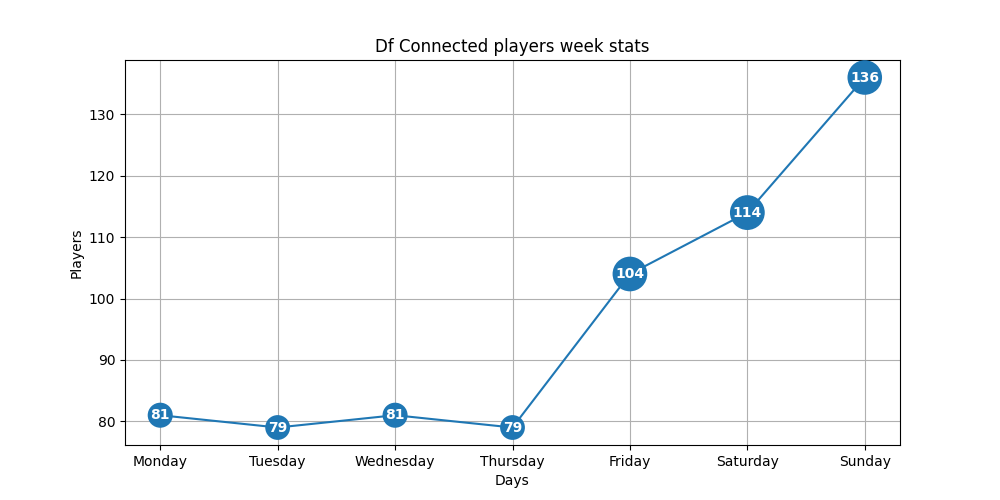 Df Connected players week stats
Players
130
120
110
100
90
80
81
79
81
79
104
114
136
Monday
Tuesday
Wednesday
Thursday
Friday
Saturday
Sunday
Days